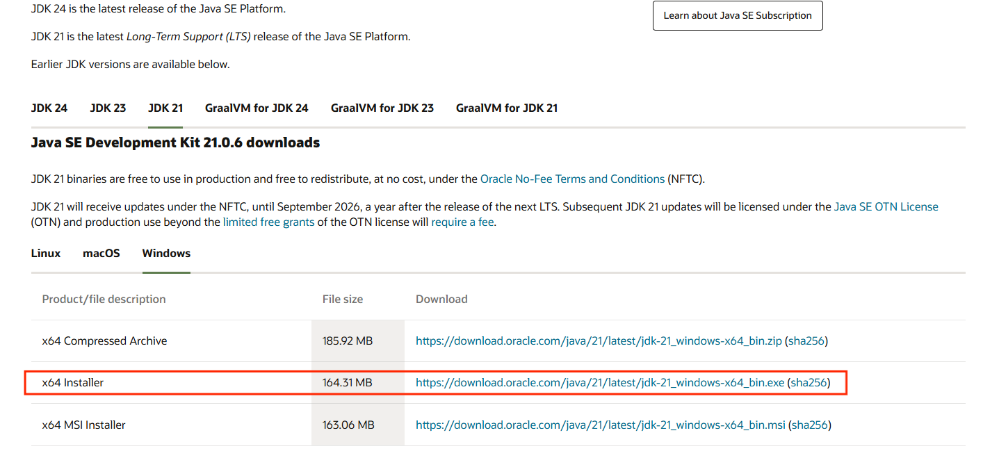 JDK 24 is the latest release of the Java SE Platform.
Learn about Java SE Subscription
JDK 21 is the latest Long-Term Support (LTS) release of the Java SE Platform.
Earlier JDK versions are available below.
JDK 24 JDK 23 JDK 21 GraalVM for JDK 24 GraalVM for JDK 23 GraalVM for JDK 21
Java SE Development Kit 21.0.6 downloads
JDK 21 binaries are free to use in production and free to redistribute, at no cost, under the Oracle No-Fee Terms and Conditions (NFTC).
JDK 21 will receive updates under the NFTC, until September 2026, a year after the release of the next LTS. Subsequent JDK 21 updates will be licensed under the Java SE OTN License
(OTN) and production use beyond the limited free grants of the OTN license will require a fee.
Linux macOS Windows
Product/file description File size Download
x64 Compressed Archive 185.92 MB https://download.oracle.com/java/21/latest/jdk-21_windows-x64_bin.zip (sha256)
x64 Installer 164.31 MB https://download.oracle.com/java/21/latest/jdk-21_windows-x64_bin.exe (sha256)
x64 MSI Installer 163.06 MB https://download.oracle.com/java/21/latest/jdk-21_windows-x64_bin.msi (sha256)